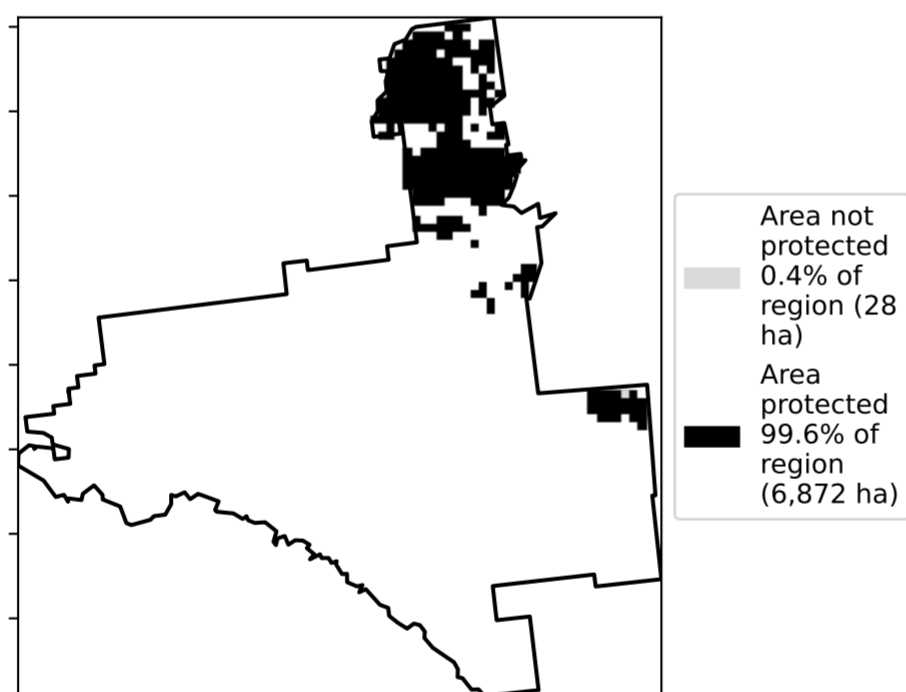 Area not
protected
0.4% of
region (28
ha)
Area
protected
99.6% of
region
(6,872 ha)